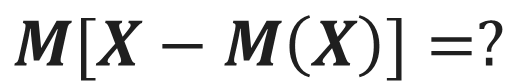 M[X − M(X)] =?